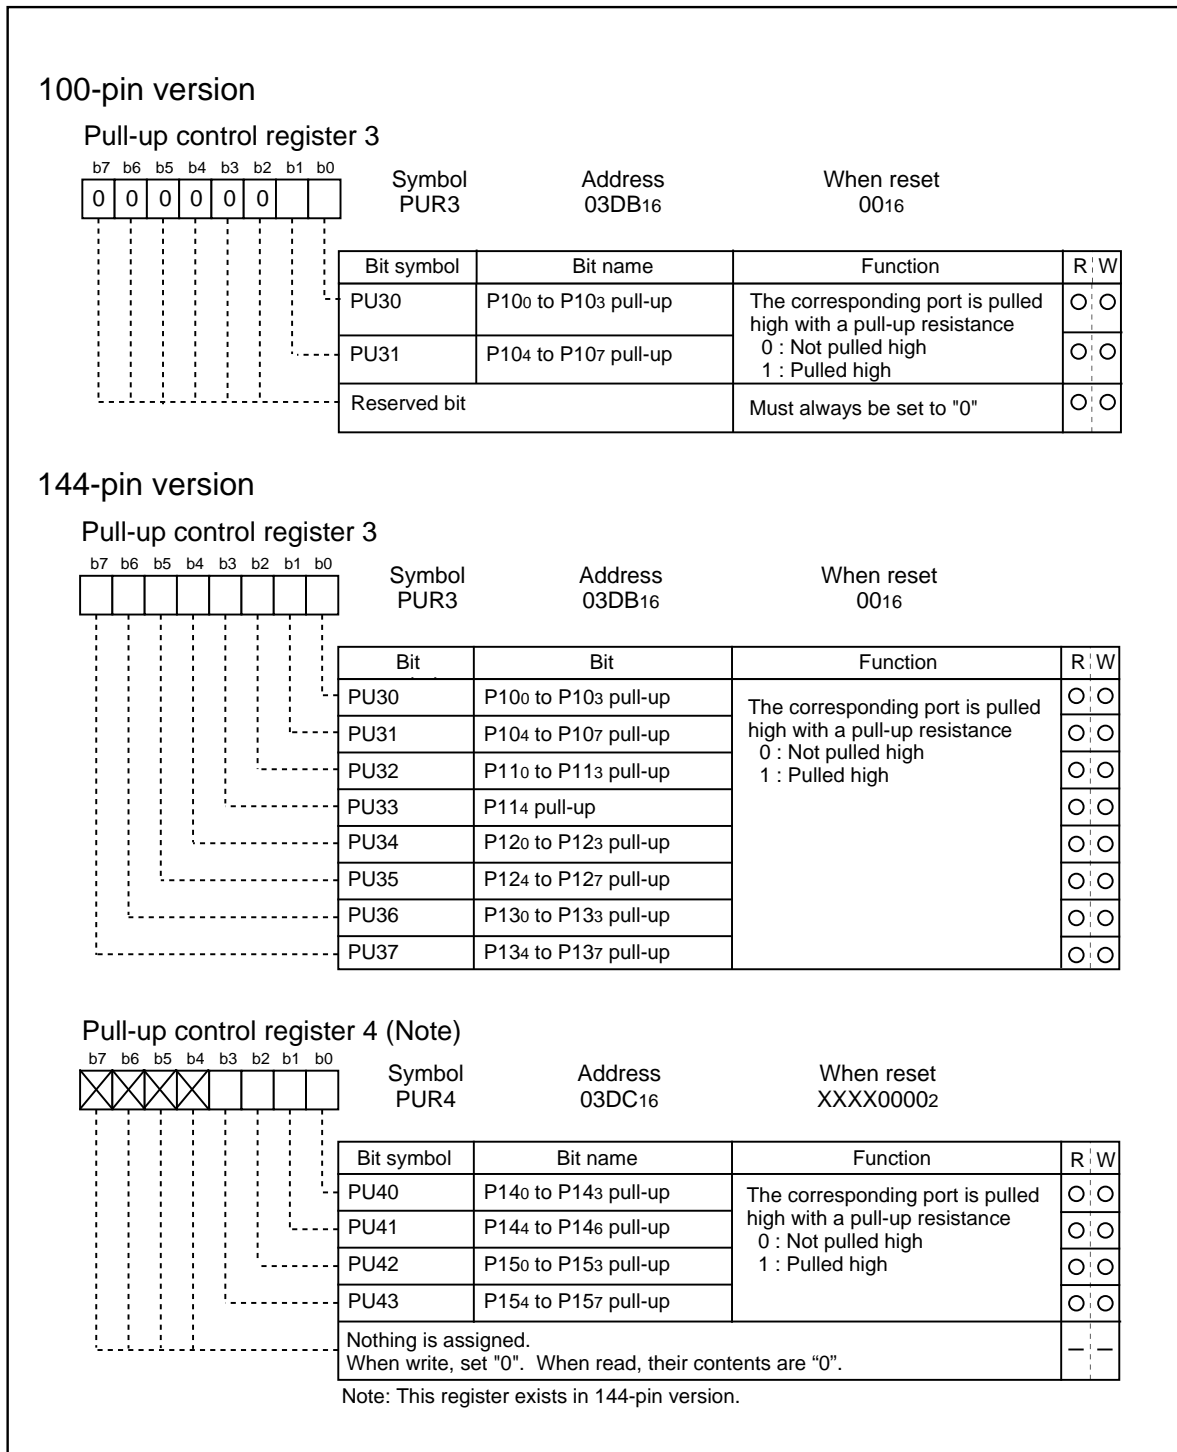 100-pin version
Pull-up control register 3
b7 b6 b5 b4 b3 b2 b1 b0
Symbol Address When reset
0 0 0 0 0 0 PUR3 03DB16 0016
Bit symbol Bit name Function R W
PU30 P100 to P103 pull-up The corresponding port is pulled
high with a pull-up resistance
0 : Not pulled high
PU31 P104 to P107 pull-up
1 : Pulled high
Reserved bit Must always be set to "0"
144-pin version
Pull-up control register 3
b7 b6 b5 b4 b3 b2 b1 b0
Symbol Address When reset
PUR3 03DB16 0016
Bit Bit Function R W
PU30 P100 to P103 pull-up The corresponding port is pulled
PU31 P104 to P107 pull-up high with a pull-up resistance
0 : Not pulled high
PU32 P110 to P113 pull-up 1 : Pulled high
PU33 P114 pull-up
PU34 P120 to P123 pull-up
PU35 P124 to P127 pull-up
PU36 P130 to P133 pull-up
PU37 P134 to P137 pull-up
Pull-up control register 4 (Note)
b7 b6 b5 b4 b3 b2 b1 b0
Symbol Address When reset
PUR4 03DC16 XXXX00002
Bit symbol Bit name Function R W
PU40 P140 to P143 pull-up The corresponding port is pulled
PU41 P144 to P146 pull-up high with a pull-up resistance
0 : Not pulled high
PU42 P150 to P153 pull-up 1 : Pulled high
PU43 P154 to P157 pull-up
Nothing is assigned.
When write, set "0". When read, their contents are “0”. – –
Note: This register exists in 144-pin version.